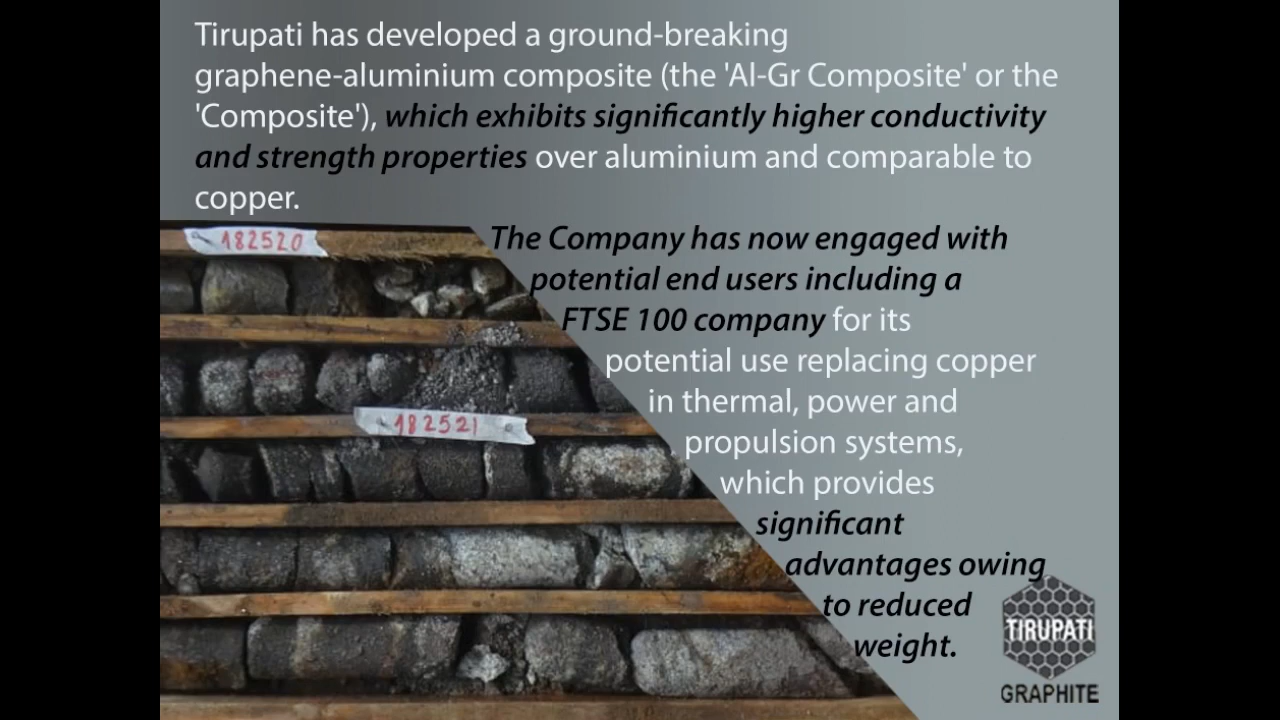 Tirupati has developed a ground-breaking
graphene-aluminium composite (the 'Al-Gr Composite' or the
'Composite'), which exhibits significantly higher conductivity
and strength properties over aluminium and comparable to
copper.
The Company has now engaged with
potential end users including a
FTSE 100 company for its
potential use replacing copper
in thermal, power and
propulsion systems,
which provides
significant
advantages owing
to reduced
weight.
182520
182521
TIRUPATI
GRAPHITE